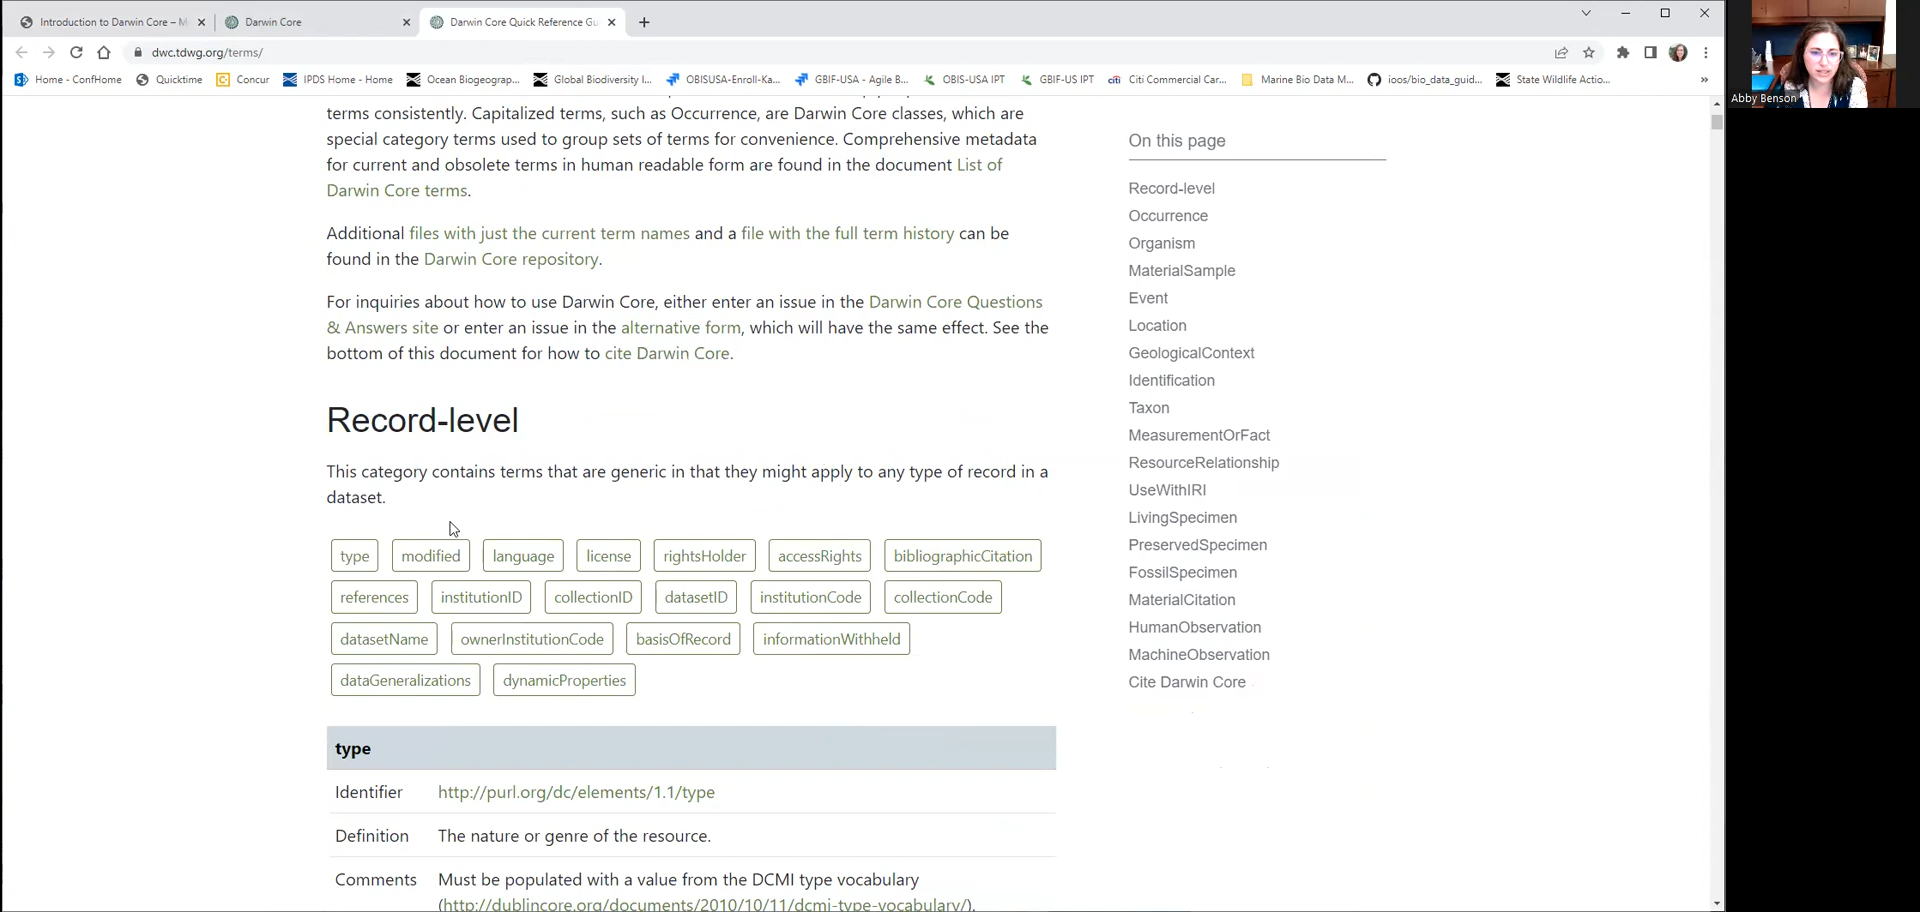 Introduction to Darwin Core – M
Darwin Core
Darwin Core Quick Reference Gu
dwc.tdwg.org/terms/
Home - ConfHome
Quicktime
Concur
IPDS Home - Home
Ocean Biogeograp...
Global Biodiversity I...
OBISUSA-Enroll-Ka...
GBIF-USA - Agile B...
OBIS-USA IPT
GBIF-US IPT
Citi Commercial Car...
Marine Bio Data M...
ioos/bio_data_guid...
State Wildlife Actio...
»
Abby Benson
terms consistently. Capitalized terms, such as Occurrence, are Darwin Core classes, which are
special category terms used to group sets of terms for convenience. Comprehensive metadata
for current and obsolete terms in human readable form are found in the document List of
Darwin Core terms.
Additional files with just the current term names and a file with the full term history can be
found in the Darwin Core repository.
For inquiries about how to use Darwin Core, either enter an issue in the Darwin Core Questions
& Answers site or enter an issue in the alternative form, which will have the same effect. See the
bottom of this document for how to cite Darwin Core.
Record-level
This category contains terms that are generic in that they might apply to any type of record in a
dataset.
type modified language license rightsHolder accessRights bibliographicCitation
references institutionID collectionID datasetID institutionCode collectionCode
datasetName ownerInstitutionCode basisOfRecord informationWithheld
dataGeneralizations dynamicProperties
type
Identifier http://purl.org/dc/elements/1.1/type
Definition The nature or genre of the resource.
Comments Must be populated with a value from the DCMI type vocabulary
(http://dublincore.org/documents/2010/10/11/dcmi-type-vocabulary/).
On this page
Record-level
Occurrence
Organism
MaterialSample
Event
Location
GeologicalContext
Identification
Taxon
MeasurementOrFact
ResourceRelationship
UseWithIRI
LivingSpecimen
PreservedSpecimen
FossilSpecimen
MaterialCitation
HumanObservation
MachineObservation
Cite Darwin Core